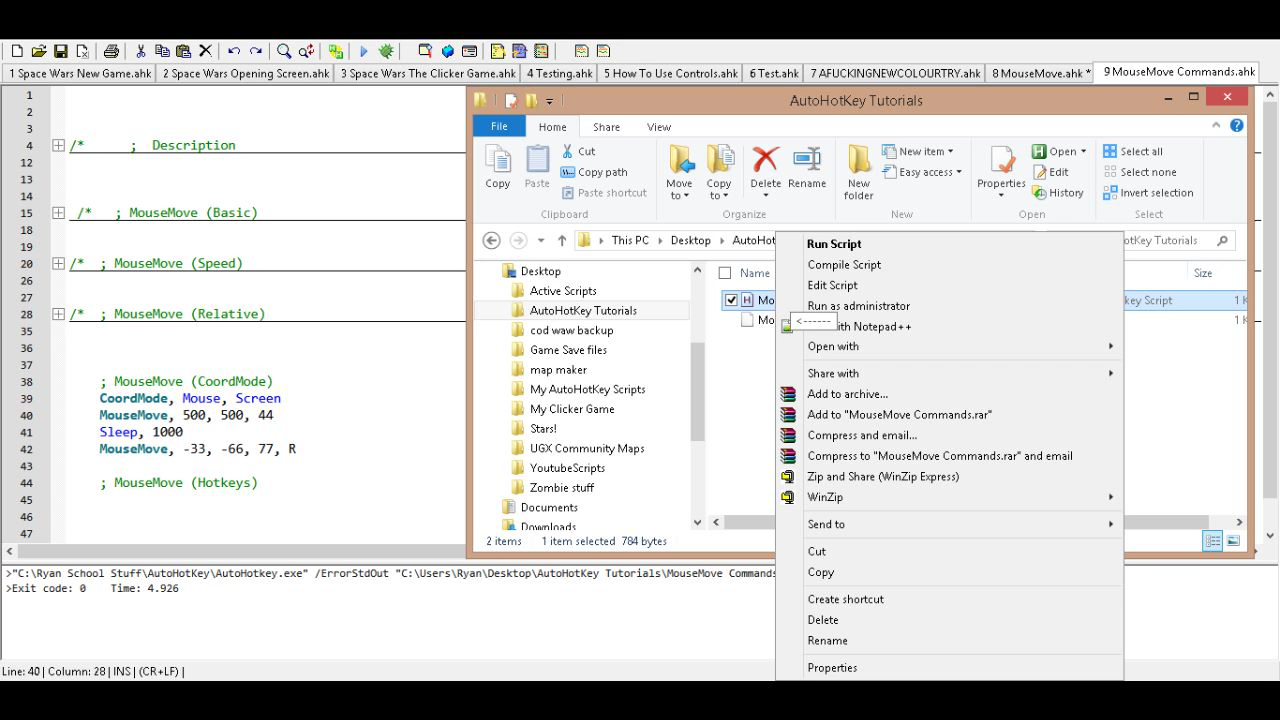 1 Space Wars New Game.ahk 2 Space Wars Opening Screen.ahk 3 Space Wars The Clicker Game.ahk 4 Testing.ahk 5 How To Use Controls.ahk 6 Test.ahk 7 AFUCKINGNEWCOLOURTRY.ahk 8 MouseMove.ahk * 9 MouseMove Commands.ahk
1
2
3
4 /* ; Description
12
13
14
15 /* ; MouseMove (Basic)
18
19
20 /* ; MouseMove (Speed)
26
27
28 /* ; MouseMove (Relative)
35
36
37
38 ; MouseMove (CoordMode)
39 CoordMode, Mouse, Screen
40 MouseMove, 500, 500, 44
41 Sleep, 1000
42 MouseMove, -33, -66, 77, R
43
44 ; MouseMove (Hotkeys)
45
46
47
AutoHotKey Tutorials
File Home Share View
Copy
Paste
Cut
Copy path
Paste shortcut
Clipboard
Move to
Copy to
Delete
Rename
Organize
New folder
New item
Easy access
New
Properties
Open
Edit
History
Open
Select all
Select none
Invert selection
Select
This PC Desktop AutoHot
tKey Tutorials
Desktop
Active Scripts
AutoHotKey Tutorials
cod waw backup
Game Save files
map maker
My AutoHotKey Scripts
My Clicker Game
Stars!
UGX Community Maps
YoutubeScripts
Zombie stuff
Documents
Downloads
Name
Size
Mo
key Script 1 K
Mo
1 K
2 items 1 item selected 784 bytes
Run Script
Compile Script
Edit Script
Run as administrator
<------
with Notepad++
Open with
Share with
Add to archive...
Add to "MouseMove Commands.rar"
Compress and email...
Compress to "MouseMove Commands.rar" and email
Zip and Share (WinZip Express)
WinZip
Send to
Cut
Copy
Create shortcut
Delete
Rename
Properties
>"C:\Ryan School Stuff\AutoHotKey\AutoHotkey.exe" /ErrorStdOut "C:\Users\Ryan\Desktop\AutoHotKey Tutorials\MouseMove Commands
>Exit code: 0 Time: 4.926
Line: 40 | Column: 28 | INS | (CR+LF) |